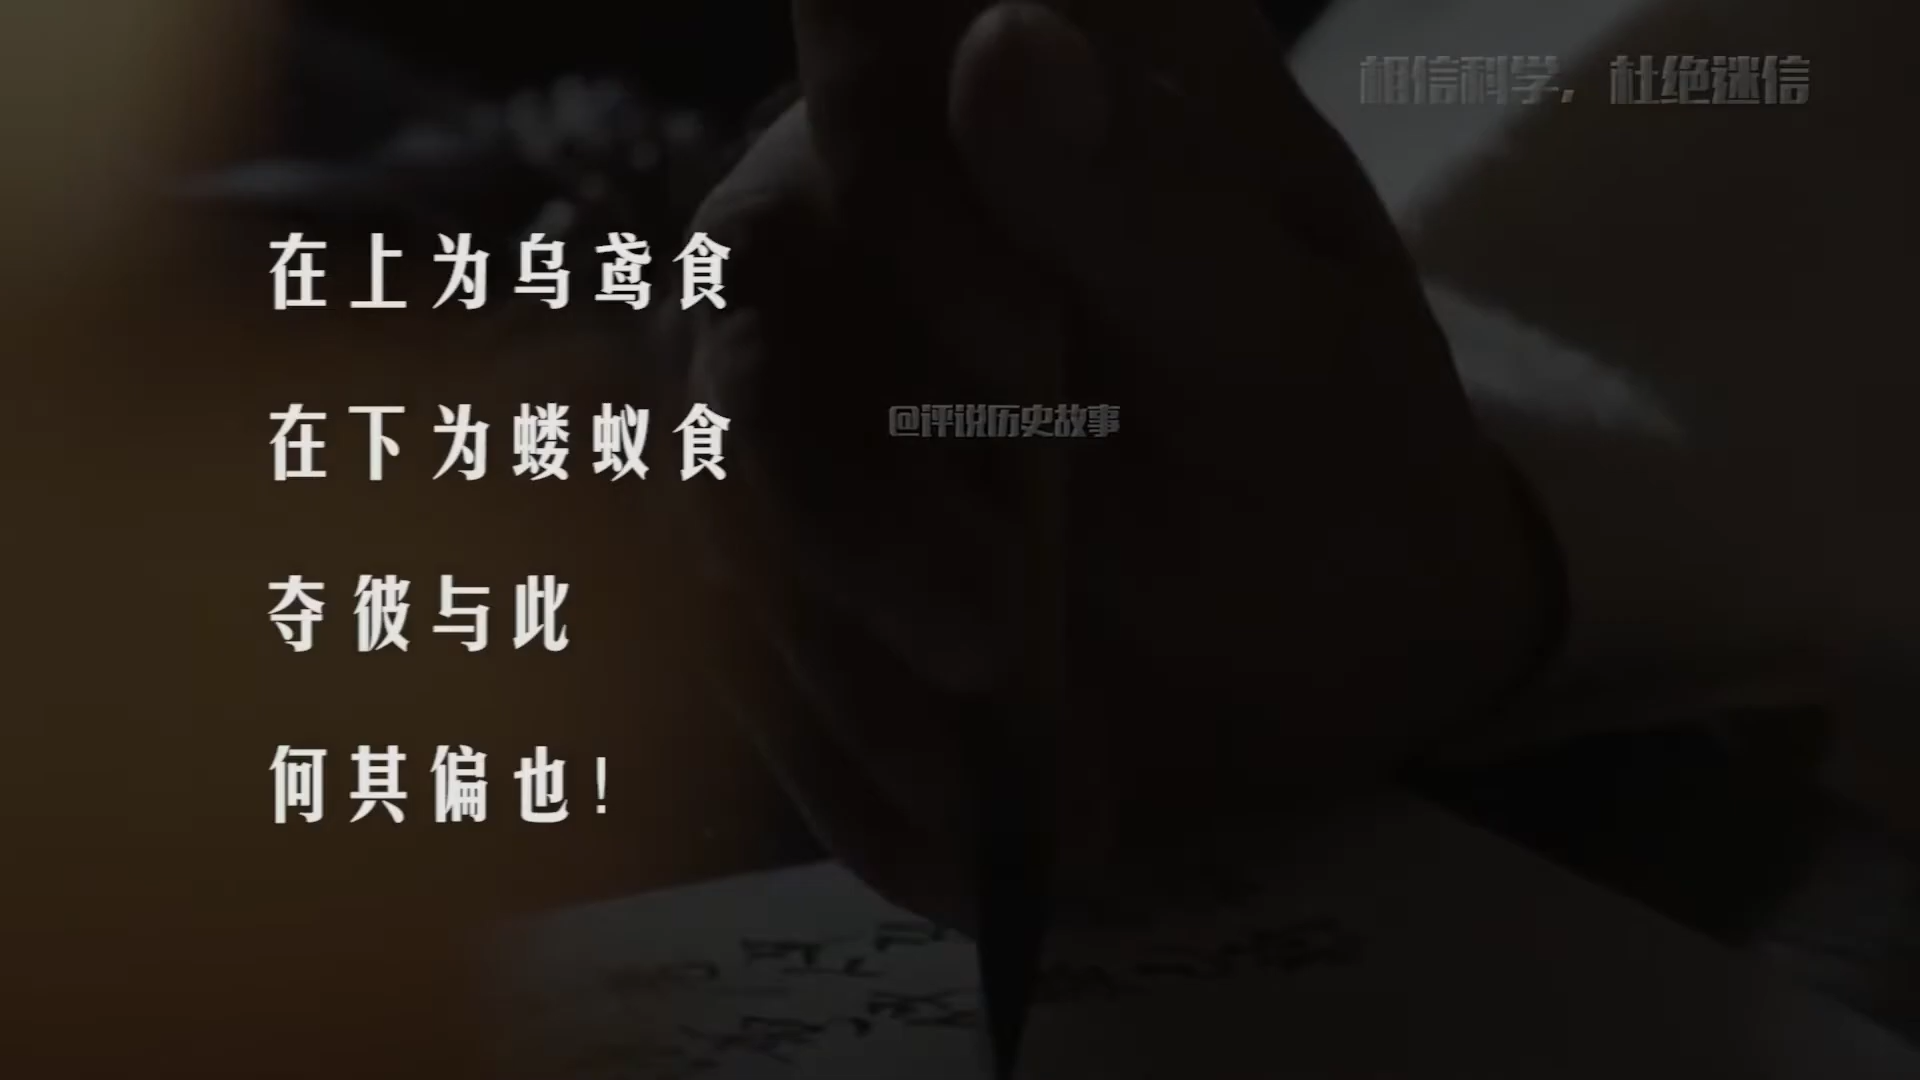 相信科学，杜绝迷信
在上为乌鸢食
在下为蝼蚁食
@评说历史故事
夺彼与此
何其偏也！